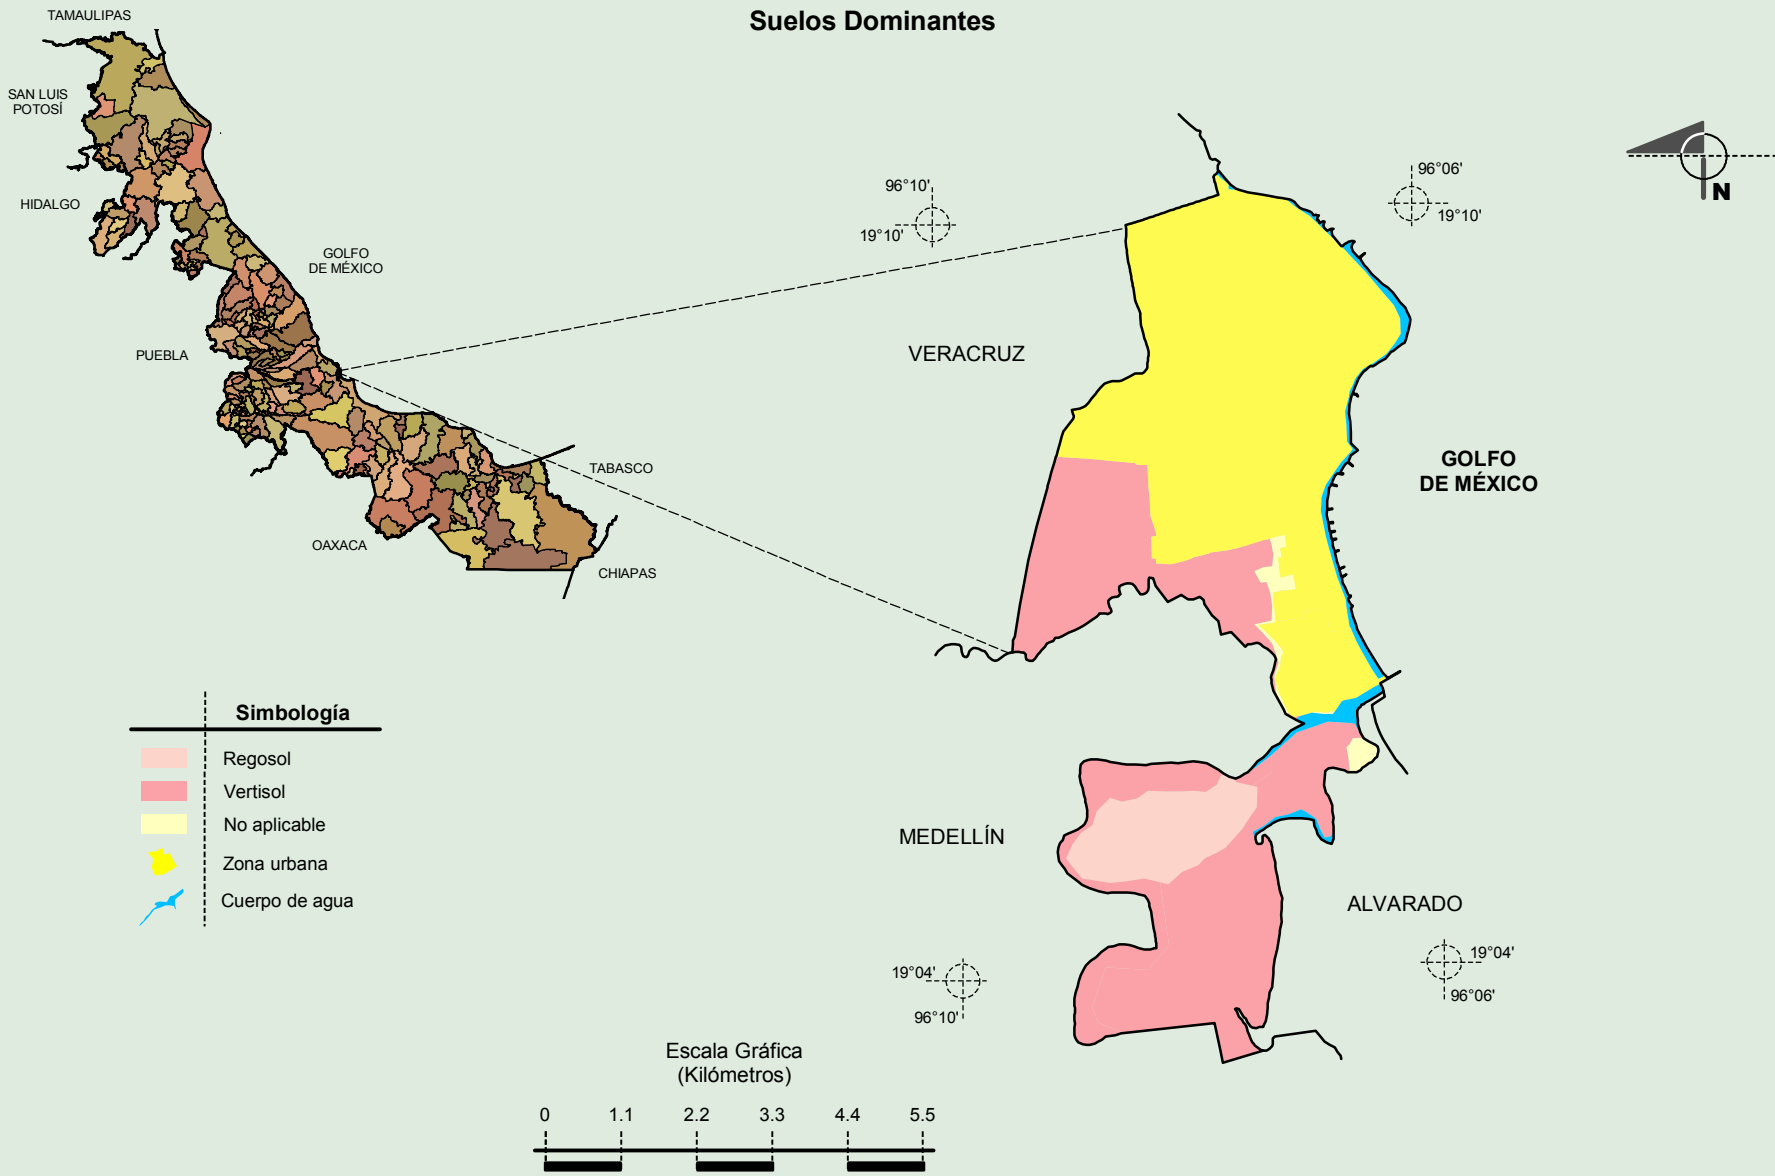 Suelos Dominantes
TAMAULIPAS
SAN LUIS
POTOSÍ
HIDALGO
GOLFO
DE MÉXICO
PUEBLA
OAXACA
TABASCO
CHIAPAS
96°10'
19°10'
96°06'
19°10'
N
VERACRUZ
GOLFO
DE MÉXICO
MEDELLÍN
ALVARADO
19°04'
96°10'
19°04'
96°06'
Simbología
Regosol
Vertisol
No aplicable
Zona urbana
Cuerpo de agua
Escala Gráfica
(Kilómetros)
0 1.1 2.2 3.3 4.4 5.5